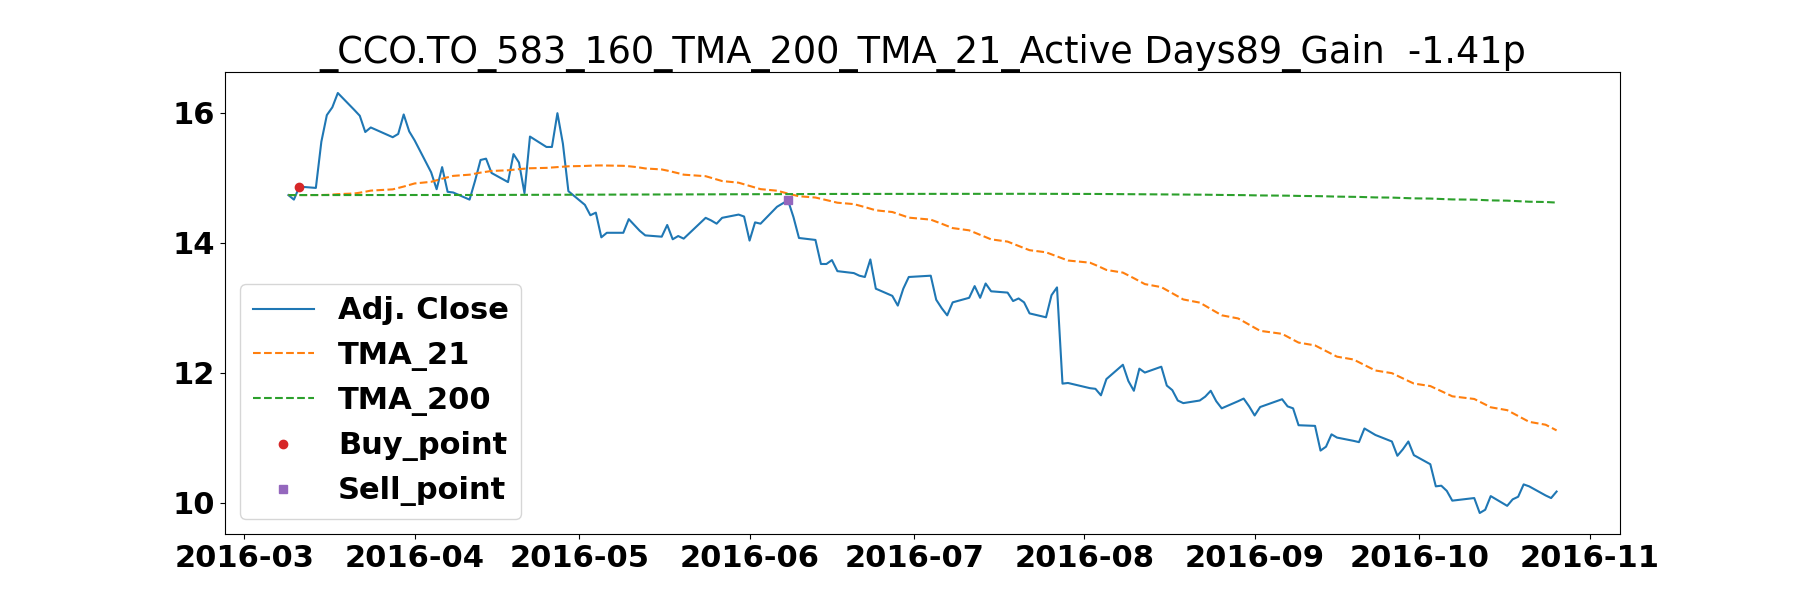 _CCO.TO_583_160_TMA_200_TMA_21_Active Days89_Gain  -1.41p
16
14
12
10
Adj. Close
TMA_21
TMA_200
Buy_point
Sell_point
2016-03 2016-04 2016-05 2016-06 2016-07 2016-08 2016-09 2016-10 2016-11